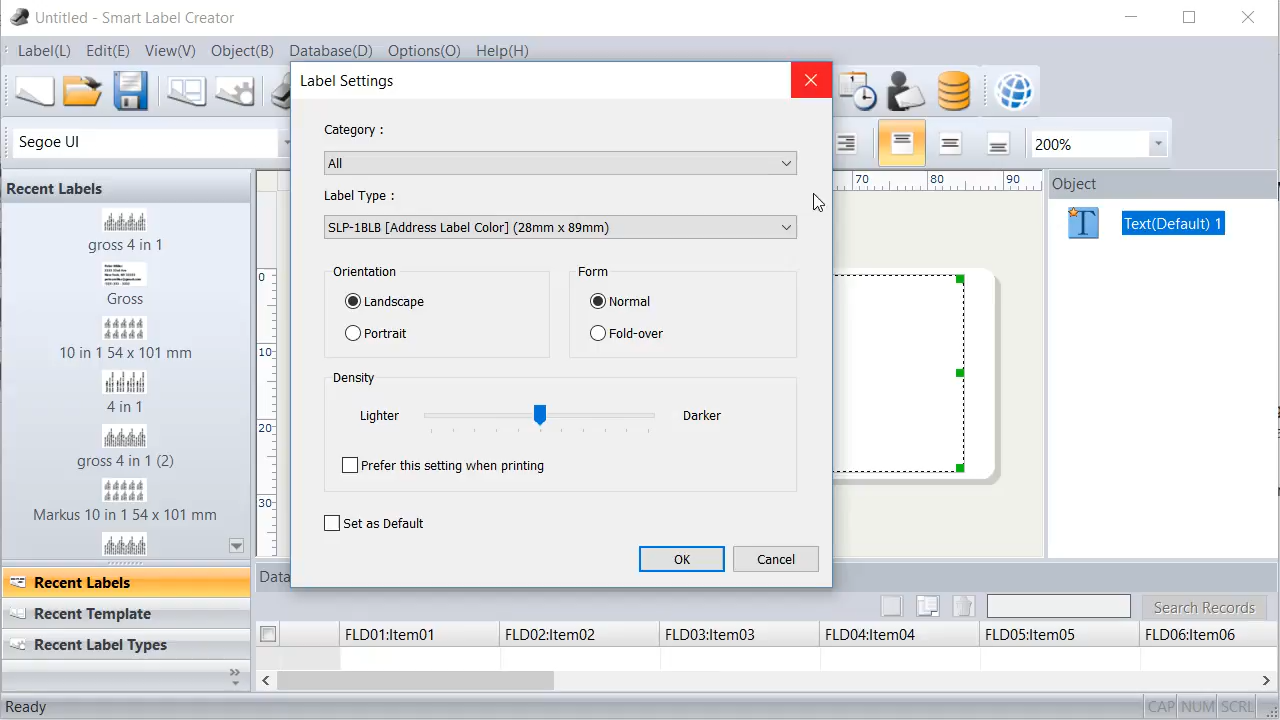 Untitled - Smart Label Creator
Label(L) Edit(E) View(V) Object(B) Database(D) Options(O) Help(H)
Segoe UI
200%
Recent Labels
gross 4 in 1
Gross
10 in 1 54 x 101 mm
4 in 1
gross 4 in 1 (2)
Markus 10 in 1 54 x 101 mm
Recent Labels
Recent Template
Recent Label Types
Label Settings
Category :
All
Label Type :
SLP-1BLB [Address Label Color] (28mm x 89mm)
Orientation
Landscape
Portrait
Form
Normal
Fold-over
Density
Lighter
Darker
Prefer this setting when printing
Set as Default
OK
Cancel
70 80 90
0
10
20
30
Object
Text(Default) 1
Data
Search Records
FLD01:Item01 FLD02:Item02 FLD03:Item03 FLD04:Item04 FLD05:Item05 FLD06:Item06
Ready
CAP NUM SCRL